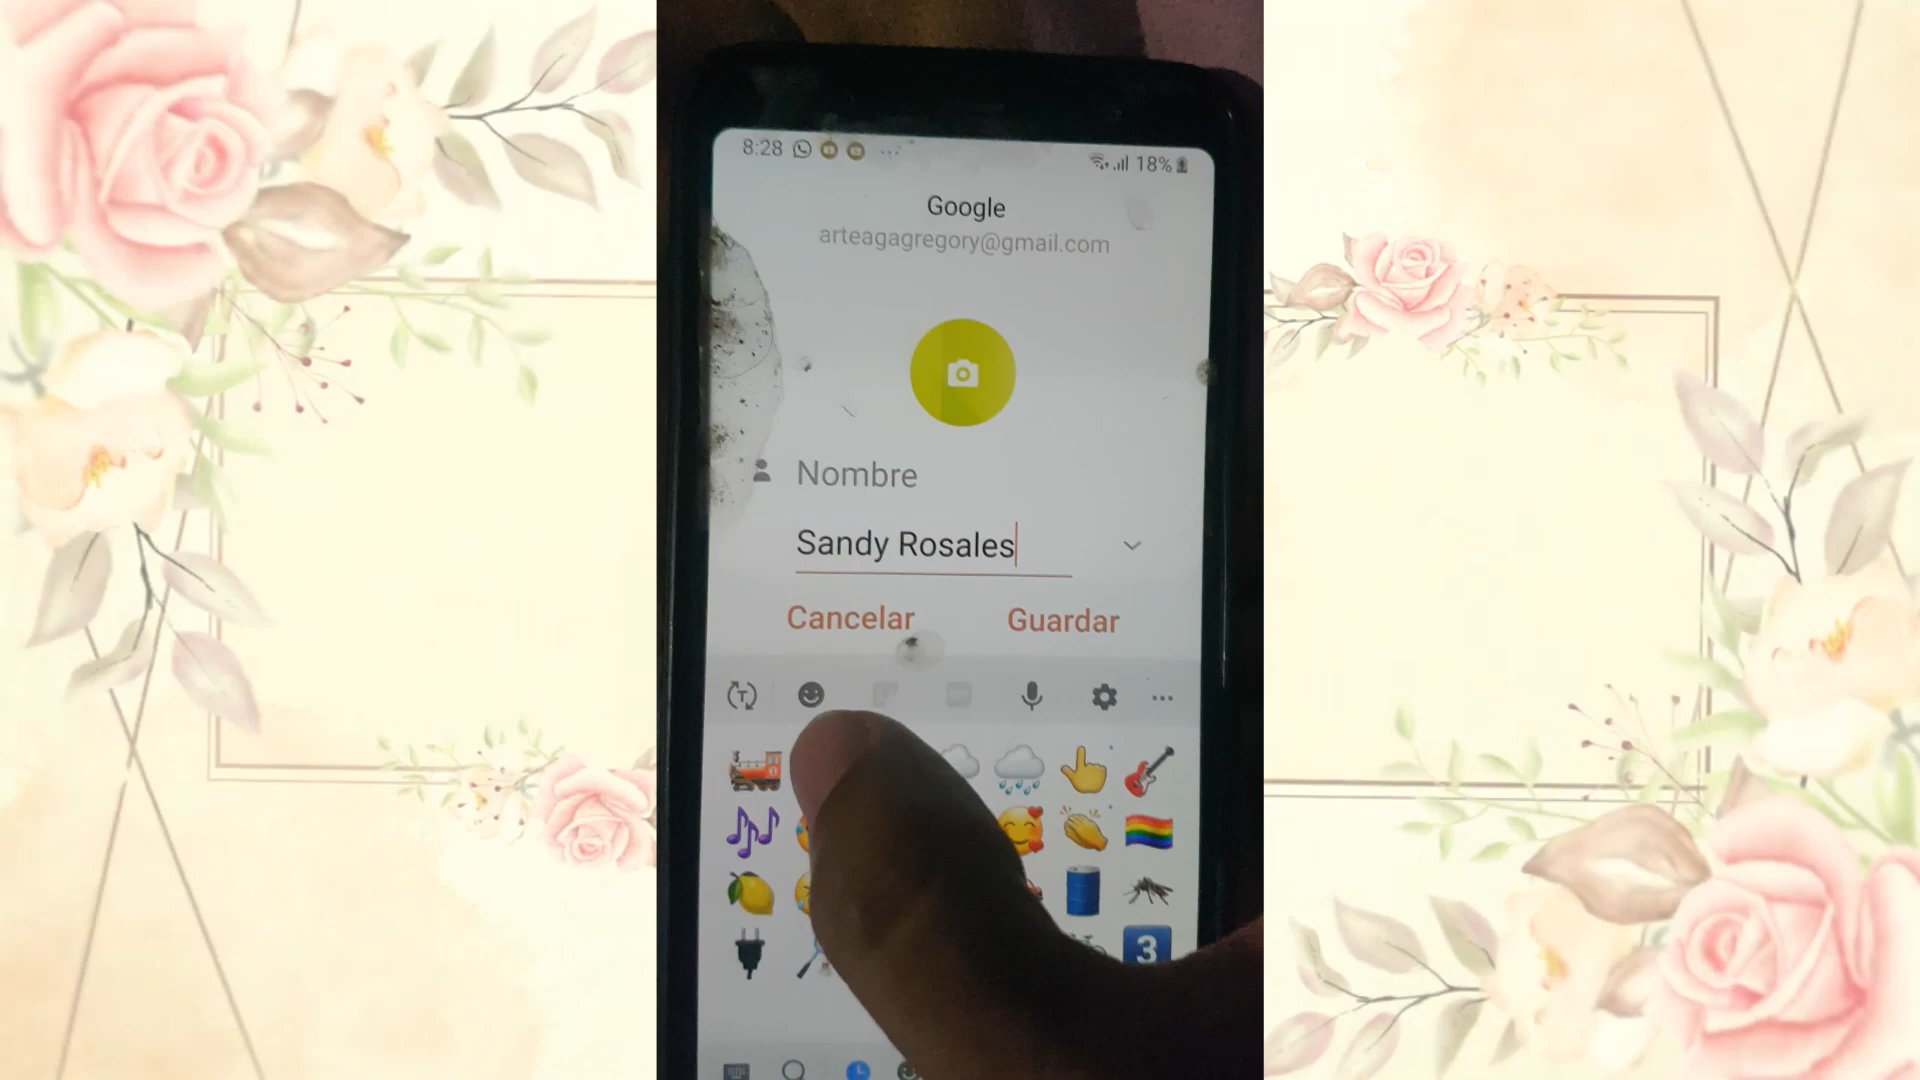 8:28 18%
Google
arteagagregory@gmail.com
Nombre
Sandy Rosales
Cancelar Guardar
3